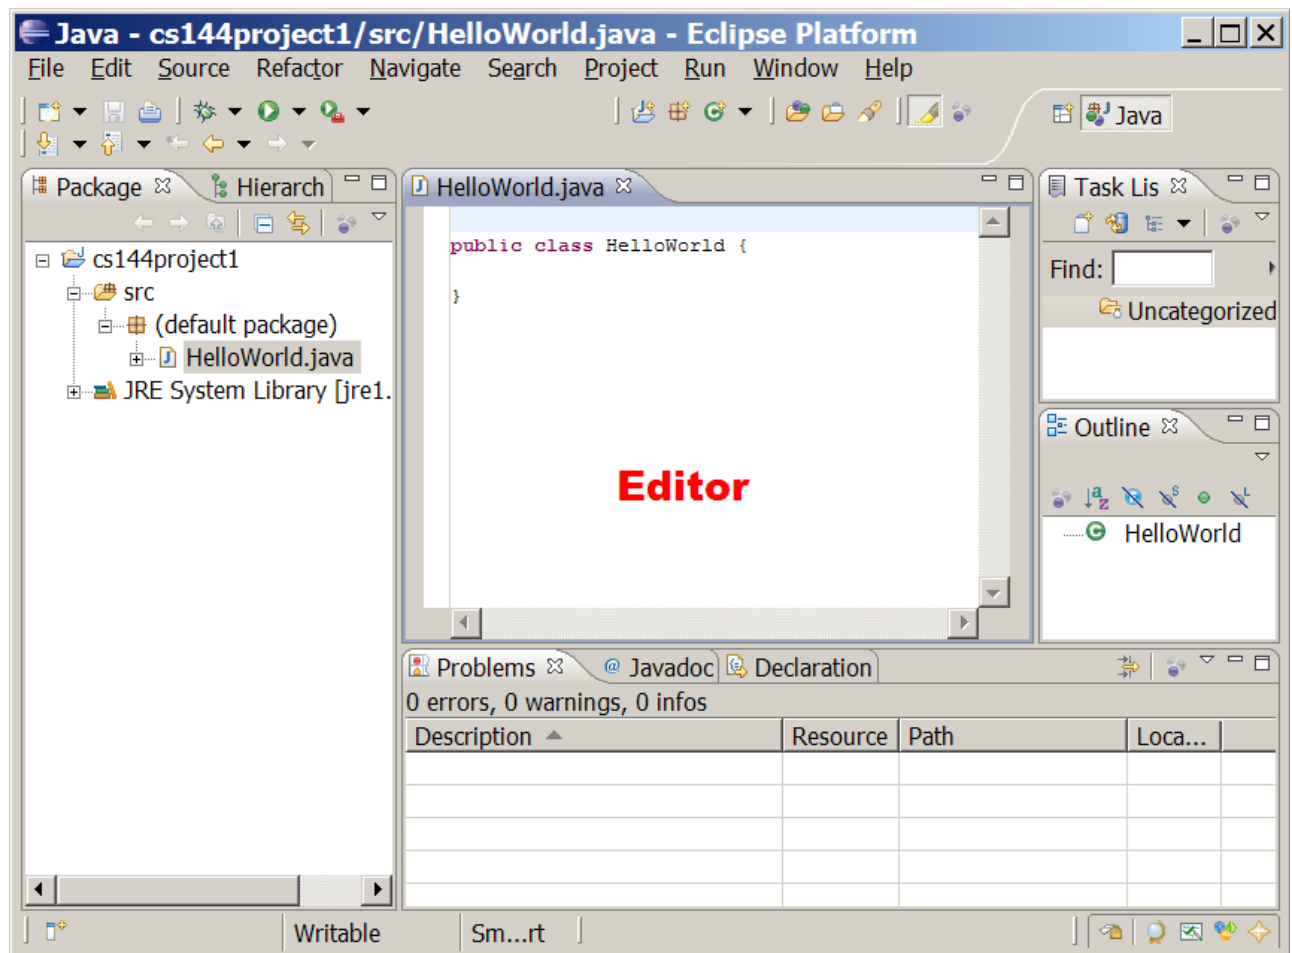 Java - cs144project1/src/HelloWorld.java - Eclipse Platform
File Edit Source Refactor Navigate Search Project Run Window Help
Java
Package Hierarch
cs144project1
src
(default package)
HelloWorld.java
JRE System Library [jre1.
HelloWorld.java
public class HelloWorld {
}
Editor
Task Lis
Find:
Uncategorized
Outline
HelloWorld
Problems @ Javadoc Declaration
0 errors, 0 warnings, 0 infos
Description Resource Path Loca...
Writable Sm...rt